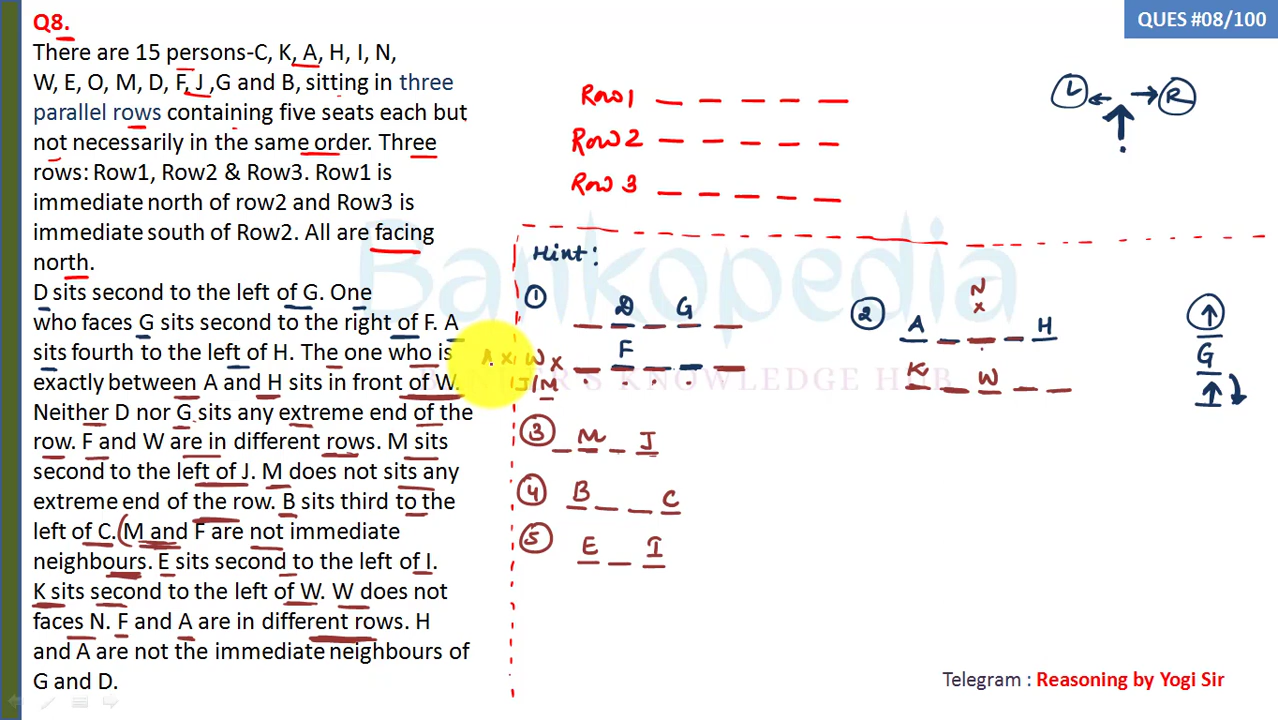 Q8.
QUES #08/100
There are 15 persons-C, K, A, H, I, N,
W, E, O, M, D, F, J ,G and B, sitting in three
parallel rows containing five seats each but
not necessarily in the same order. Three
rows: Row1, Row2 & Row3. Row1 is
immediate north of row2 and Row3 is
immediate south of Row2. All are facing
north.
D sits second to the left of G. One
who faces G sits second to the right of F. A
sits fourth to the left of H. The one who is
exactly between A and H sits in front of W.
Neither D nor G sits any extreme end of the
row. F and W are in different rows. M sits
second to the left of J. M does not sits any
extreme end of the row. B sits third to the
left of C. (M and F are not immediate
neighbours. E sits second to the left of I.
K sits second to the left of W. W does not
faces N. F and A are in different rows. H
and A are not the immediate neighbours of
G and D.
Row1 _ _ _ _ _
Row2 _ _ _ _ _
Row 3 _ _ _ _ _
L R
Bankopedia
BANKER'S KNOWLEDGE HUB
Hint:
① _ D _ G _
A x W x _ F _ _ _
J/M
② N
x
A _ _ _ H
K _ W _ _
G
③ _ M _ J
④ B _ _ C
⑤ E _ I
Telegram : Reasoning by Yogi Sir